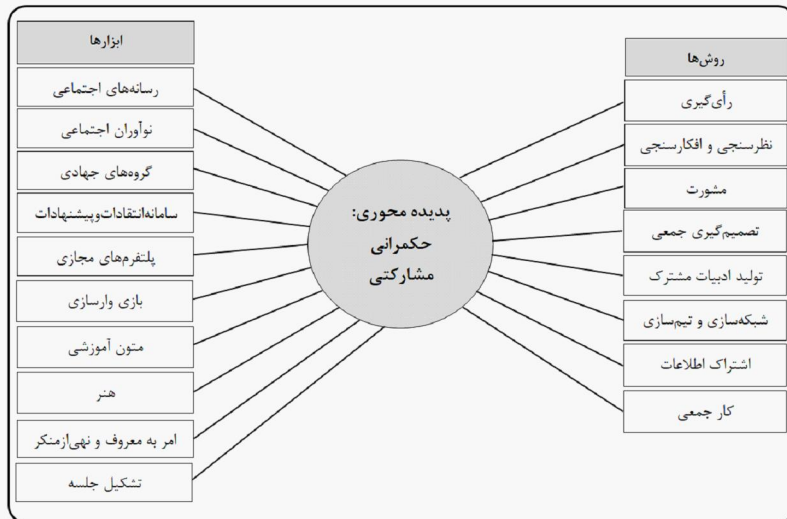 روش‌ها
رأی‌گیری
نظرسنجی و افکارسنجی
مشورت
تصمیم‌گیری جمعی
تولید ادبیات مشترک
شبکه‌سازی و تیم‌سازی
اشتراک اطلاعات
کار جمعی
پدیده محوری:
حکمرانی
مشارکتی
ابزارها
رسانه‌های اجتماعی
نوآوران اجتماعی
گروه‌های جهادی
سامانه‌انتقادات‌وپیشنهادات
پلتفرم‌های مجازی
بازی وارسازی
متون آموزشی
هنر
امر به معروف و نهی‌ازمنکر
تشکیل جلسه